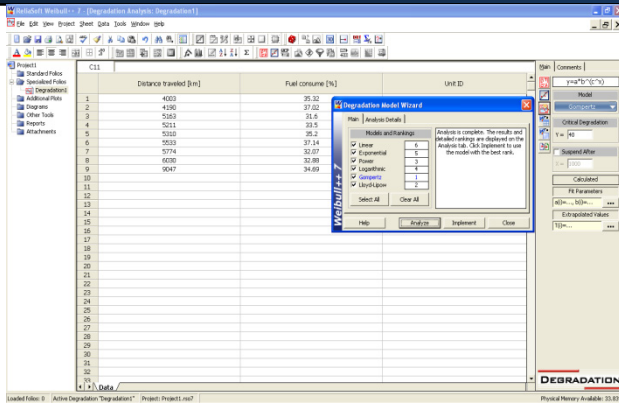 ReliaSoft Weibull++ 7 - [Degradation Analysis: Degradation1]
File Edit View Project Sheet Data Tools Window Help
Project1
Standard Folios
Specialized Folios
Degradation1
Additional Plots
Diagrams
Other Tools
Reports
Attachments
C11
Distance traveled [km] Fuel consume [%] Unit ID
1 4003 35.32
2 4190 37.02
3 5163 31.6
4 5211 33.5
5 5310 35.2
6 5533 37.14
7 5774 32.07
8 6030 32.88
9 9047 34.69
10
11
12
13
14
15
16
17
18
19
20
21
22
23
24
25
26
27
28
29
30
31
32
Data
Degradation Model Wizard
Main Analysis Details
Models and Rankings
Linear 6
Exponential 5
Power 3
Logarithmic 4
Gompertz 1
Lloyd-Lipow 2
Select All Clear All
Analysis is complete. The results and
detailed rankings are displayed on the
Analysis tab. Click Implement to use
the model with the best rank.
Weibull++ 7
Help Analyze Implement Close
Main Comments
y=a*b^(c^x)
Model
Gompertz
Critical Degradation
Y = 40
Suspend After
1000
Calculated
Fit Parameters
a()=..., b()=... ...
Extrapolated Values
T()=... ...
DEGRADATION
Loaded Folios: 0 Active Degradation "Degradation1" Project: Project1.rso7 Physical Memory Available: 33.83